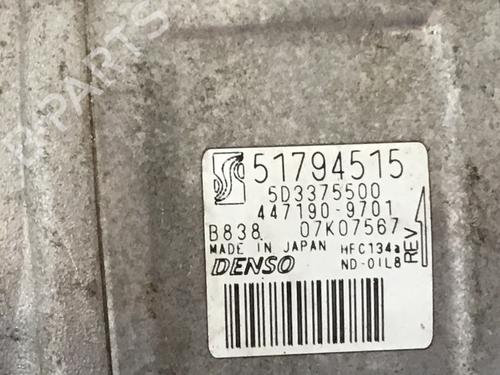 B-PARTS
51794515
5D3375500
447190-9701
B838 07K07567
MADE IN JAPAN HFC134a
DENSO ND-OIL8
REV